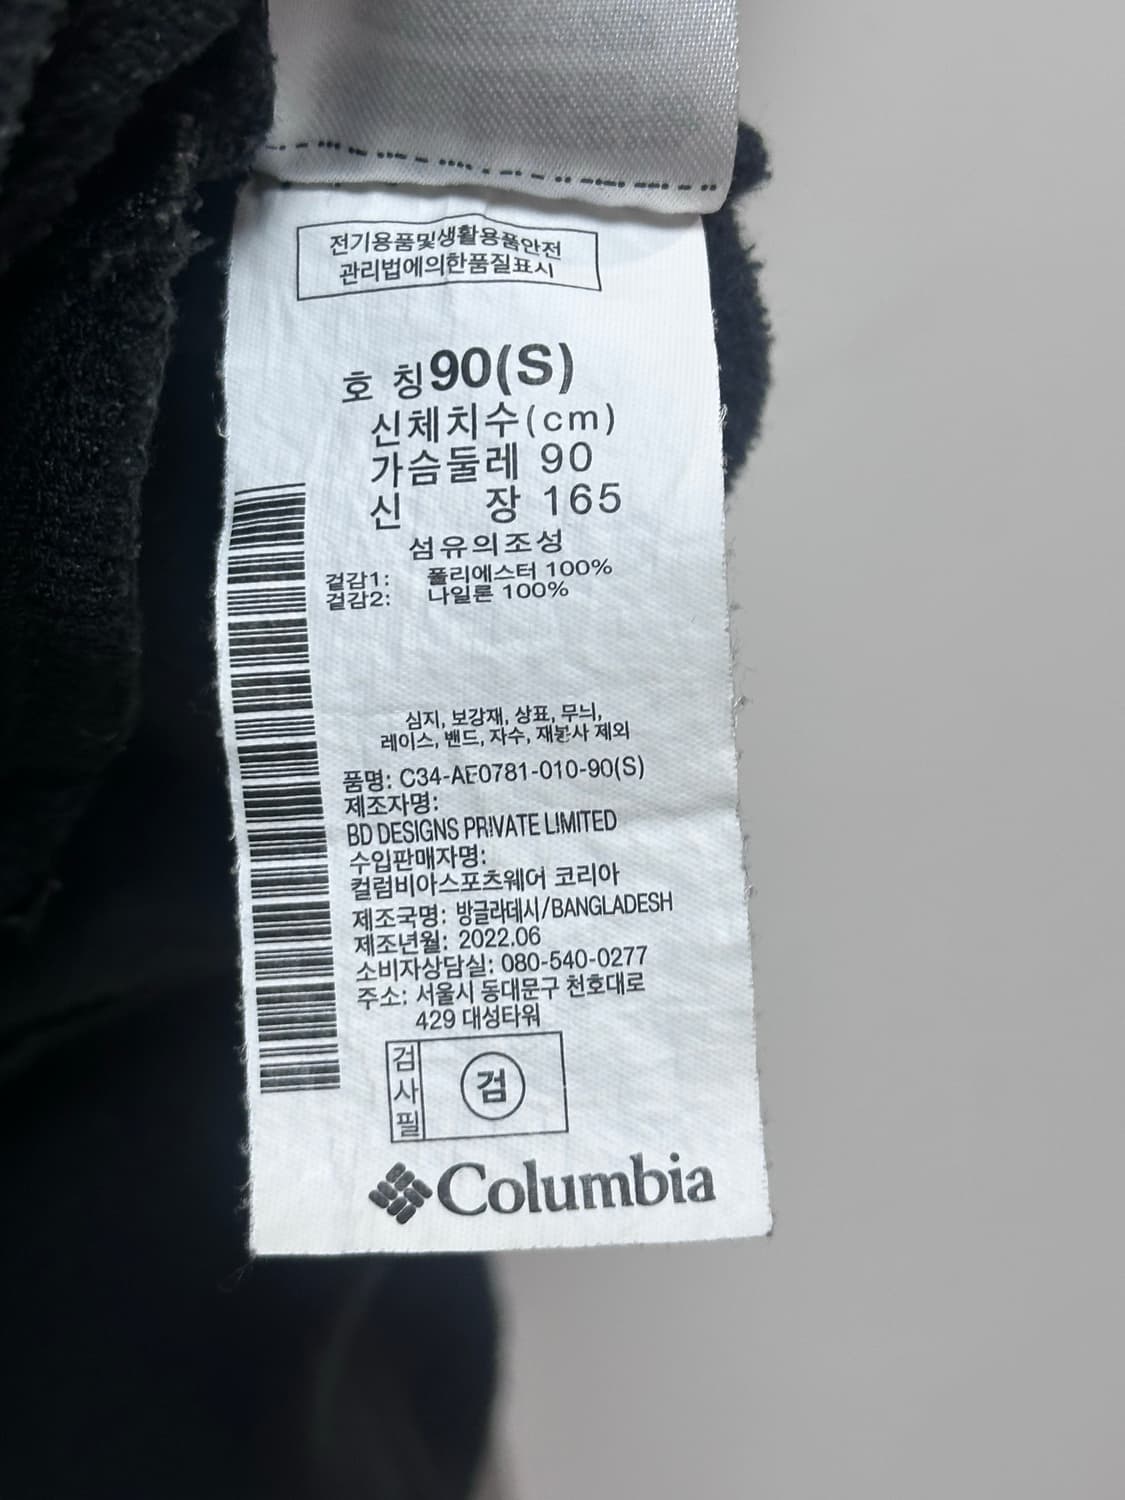 전기용품및생활용품안전
관리법에의한품질표시
호 칭 90(S)
신체치수(cm)
가슴둘레 90
신 장 165
섬유의조성
겉감1: 폴리에스터 100%
겉감2: 나일론 100%
심지, 보강재, 상표, 무늬,
레이스, 밴드, 자수, 재봉사 제외
품명: C34-AE0781-010-90(S)
제조자명:
BD DESIGNS PRIVATE LIMITED
수입판매자명:
컬럼비아스포츠웨어 코리아
제조국명: 방글라데시/BANGLADESH
제조년월: 2022.06
소비자상담실: 080-540-0277
주소: 서울시 동대문구 천호대로
429 대성타워
검사필 검
Columbia